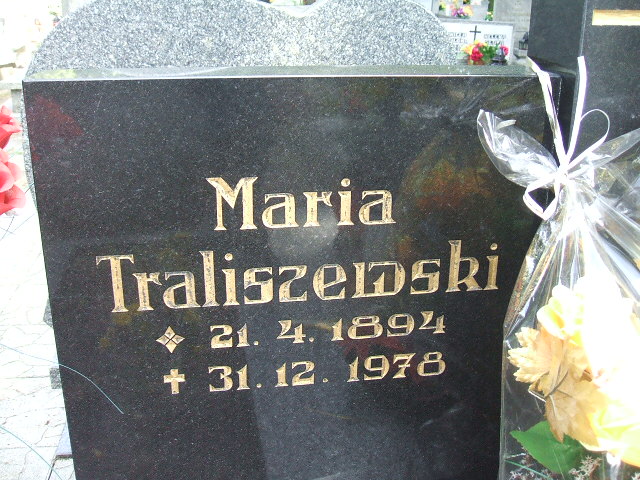 Maria
Traliszewski
21. 4. 1894
31. 12. 1978